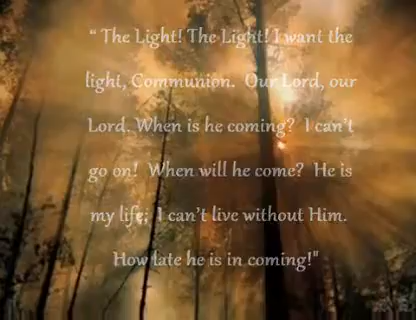 “ The Light! The Light! I want the
light, Communion. Our Lord, our
Lord. When is he coming? I can't
go on! When will he come? He is
my life; I can't live without Him.
How late he is in coming!"